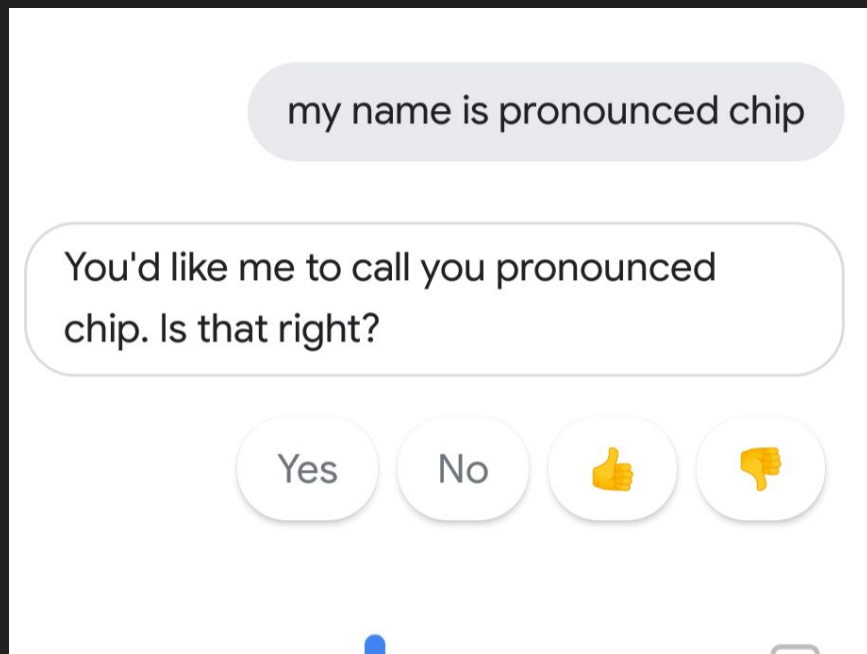 my name is pronounced chip
You'd like me to call you pronounced
chip. Is that right?
Yes No 👍 👎